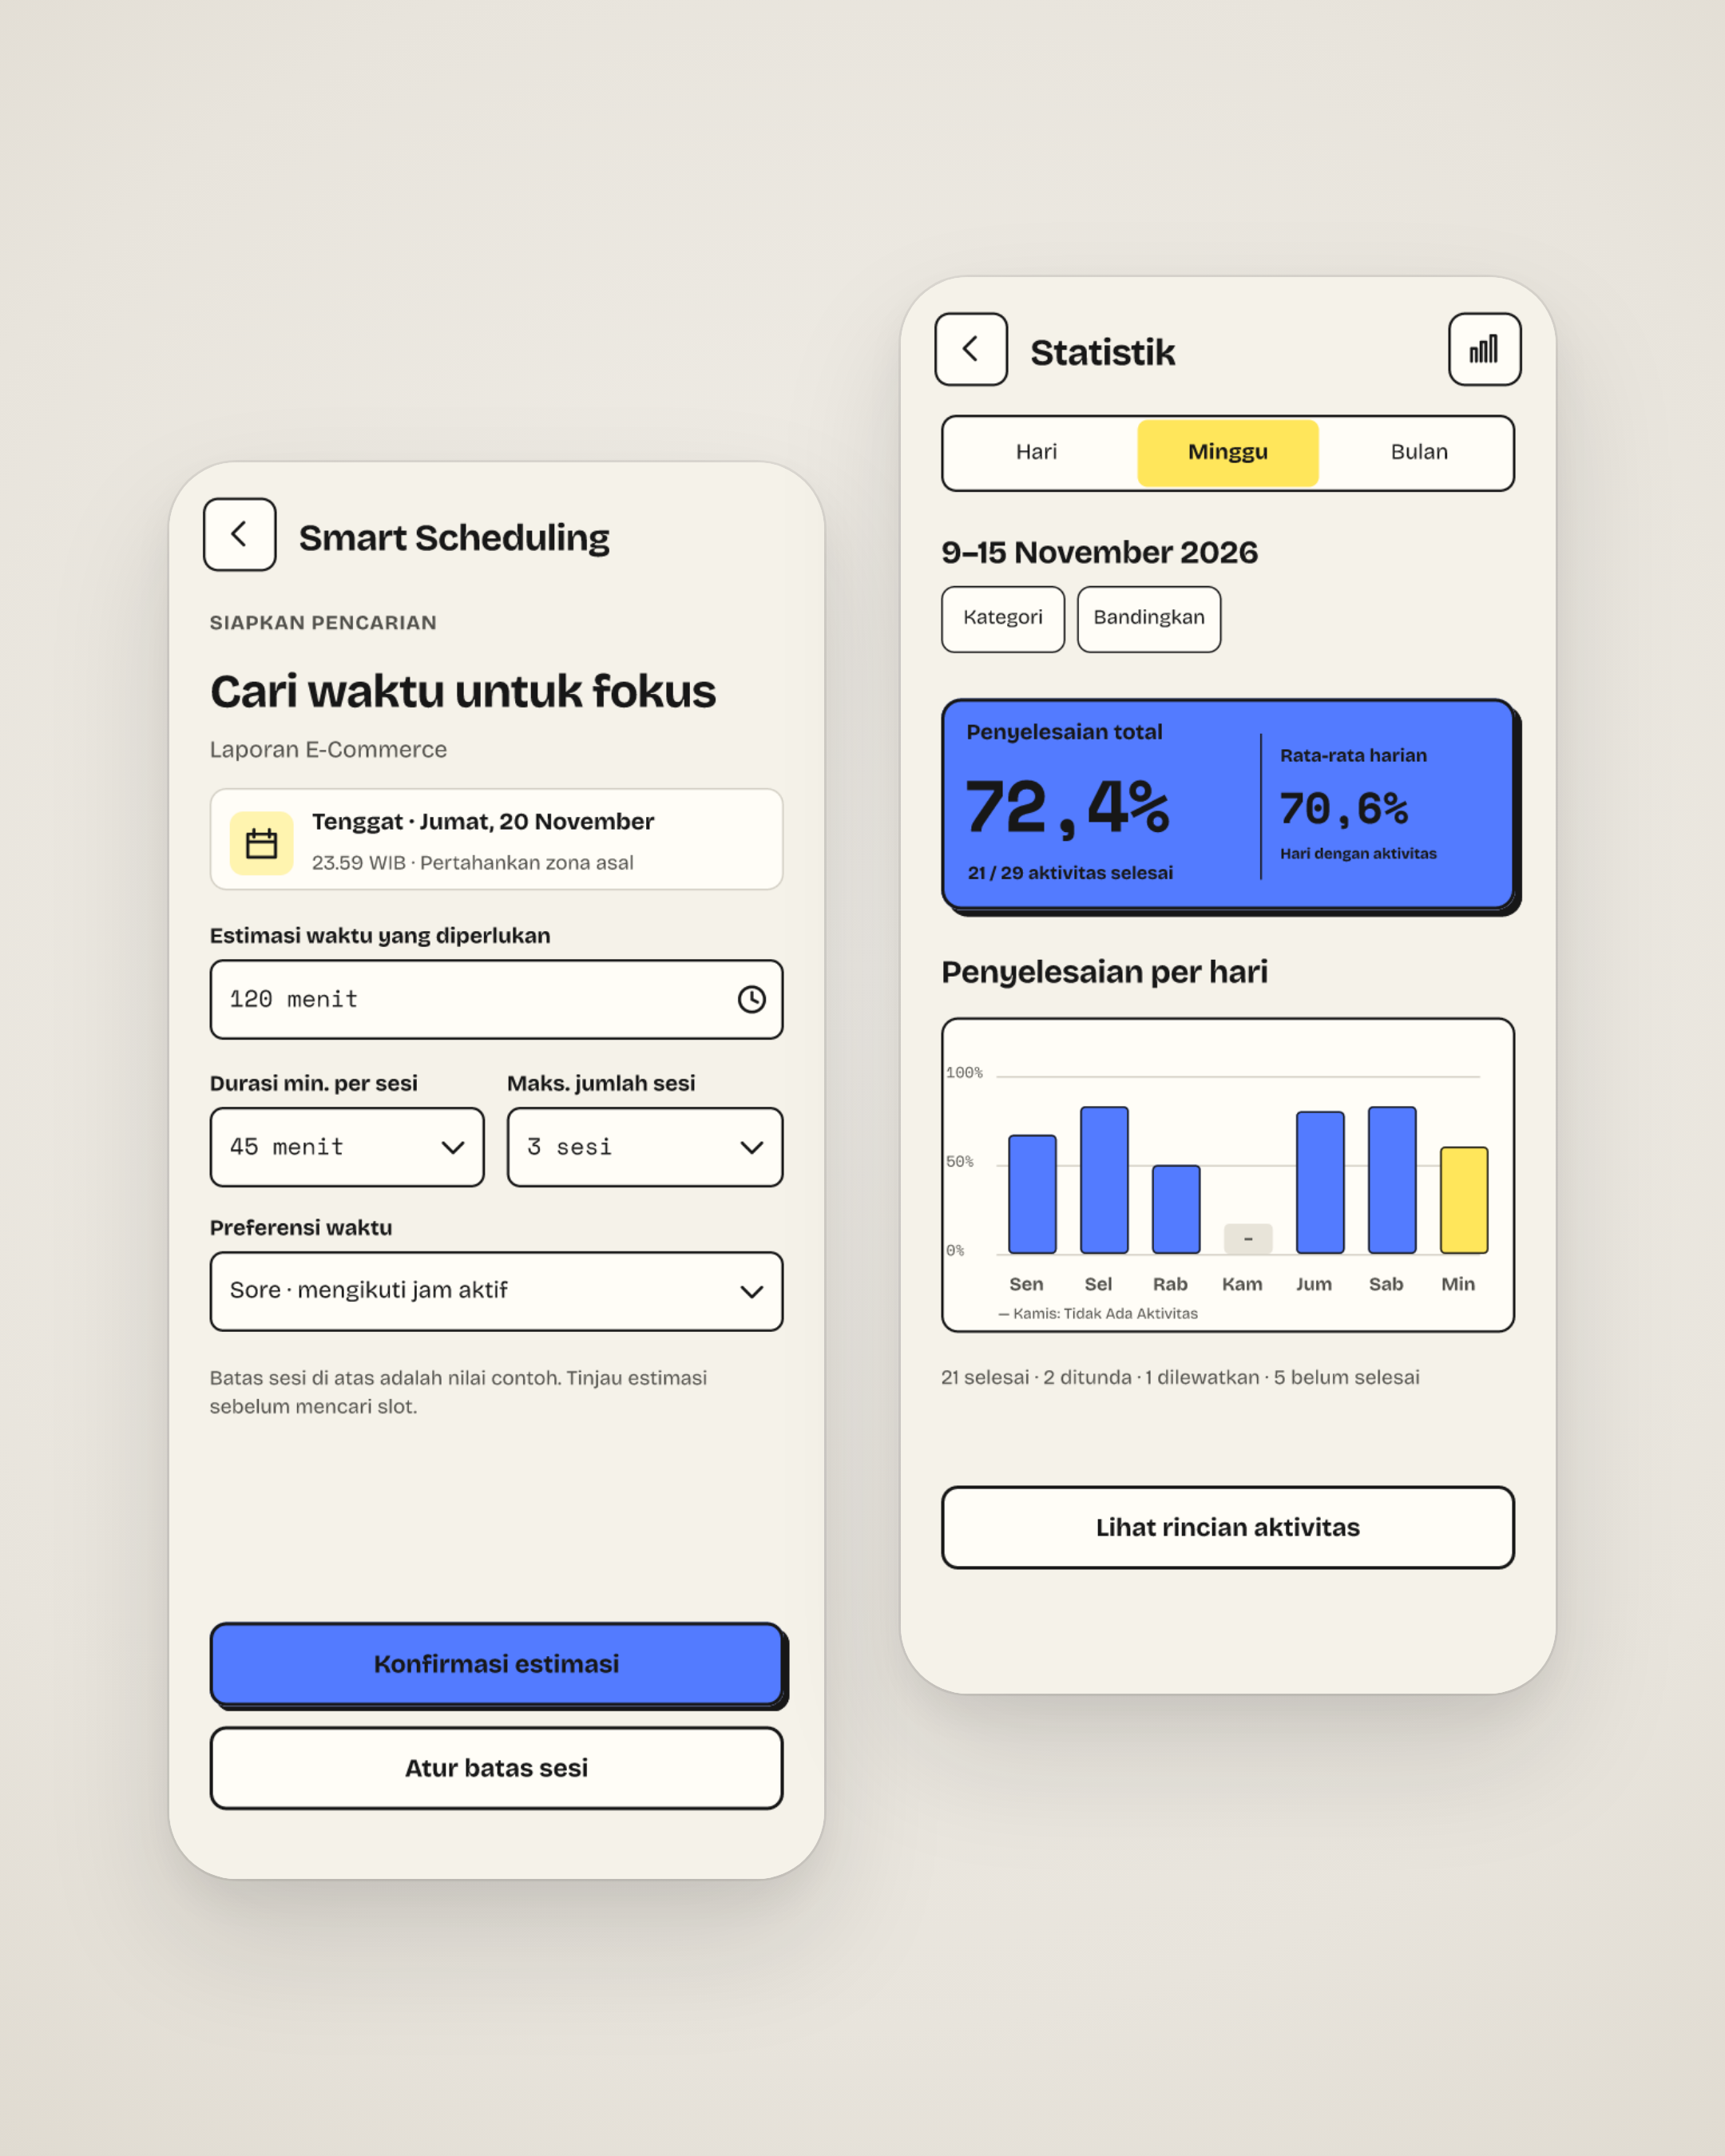 Smart Scheduling
SIAPKAN PENCARIAN
Cari waktu untuk fokus
Laporan E-Commerce
Tenggat · Jumat, 20 November
23.59 WIB · Pertahankan zona asal
Estimasi waktu yang diperlukan
120 menit
Durasi min. per sesi
Maks. jumlah sesi
45 menit
3 sesi
Preferensi waktu
Sore · mengikuti jam aktif
Batas sesi di atas adalah nilai contoh. Tinjau estimasi
sebelum mencari slot.
Konfirmasi estimasi
Atur batas sesi
Statistik
Hari
Minggu
Bulan
9–15 November 2026
Kategori
Bandingkan
Penyelesaian total
72,4%
21 / 29 aktivitas selesai
Rata-rata harian
70,6%
Hari dengan aktivitas
Penyelesaian per hari
100%
50%
0%
–
Sen Sel Rab Kam Jum Sab Min
— Kamis: Tidak Ada Aktivitas
21 selesai · 2 ditunda · 1 dilewatkan · 5 belum selesai
Lihat rincian aktivitas